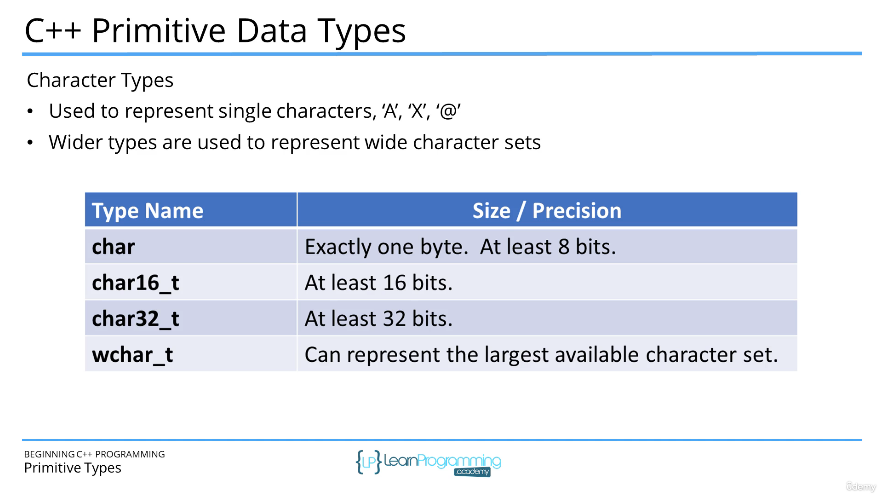 C++ Primitive Data Types
Character Types
• Used to represent single characters, ‘A’, ‘X’, ‘@’
• Wider types are used to represent wide character sets
Type Name Size / Precision
char Exactly one byte. At least 8 bits.
char16_t At least 16 bits.
char32_t At least 32 bits.
wchar_t Can represent the largest available character set.
BEGINNING C++ PROGRAMMING
Primitive Types
{LP} LearnProgramming
academy
Udemy